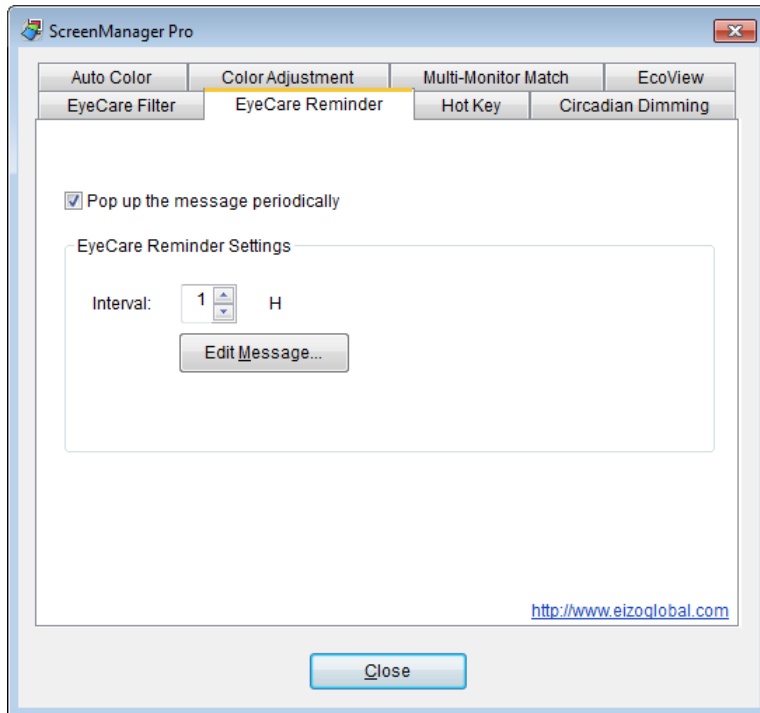 ScreenManager Pro
Auto Color Color Adjustment Multi-Monitor Match EcoView
EyeCare Filter EyeCare Reminder Hot Key Circadian Dimming
Pop up the message periodically
EyeCare Reminder Settings
Interval: 1 H
Edit Message...
http://www.eizoglobal.com
Close